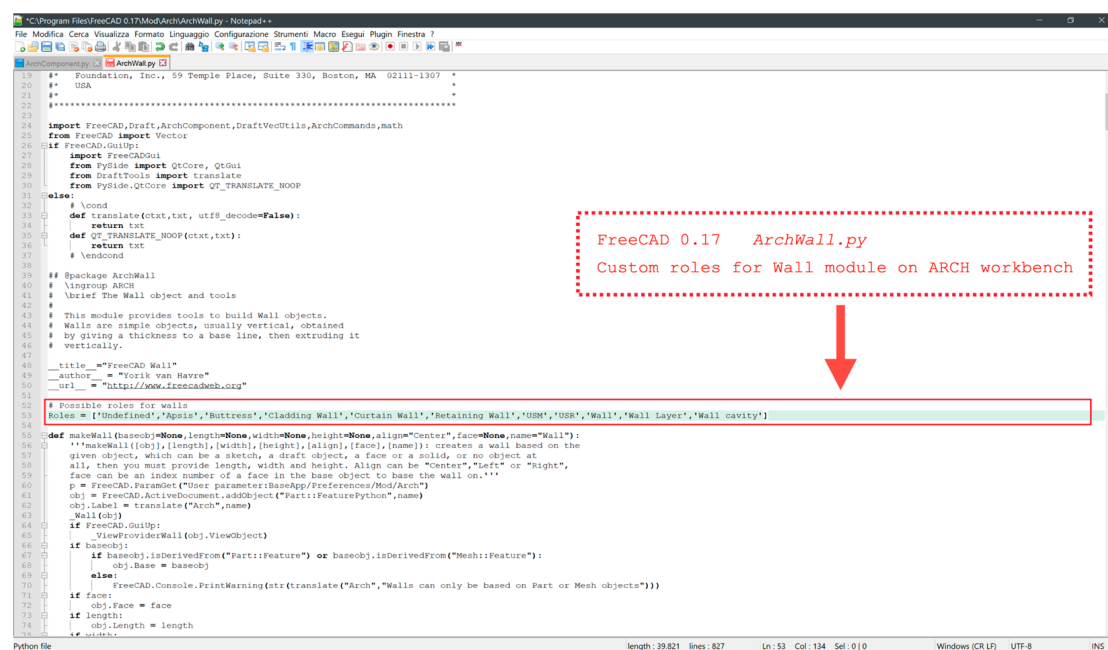 *C:\Program Files\FreeCAD 0.17\Mod\Arch\ArchWall.py - Notepad++
File Modifica Cerca Visualizza Formato Linguaggio Configurazione Strumenti Macro Esegui Plugin Finestra ?
ArchComponent.py ArchWall.py
19 #* Foundation, Inc., 59 Temple Place, Suite 330, Boston, MA 02111-1307 *
20 #* USA *
21 #* *
22 #***************************************************************************
23
24 import FreeCAD,Draft,ArchComponent,DraftVecUtils,ArchCommands,math
25 from FreeCAD import Vector
26 if FreeCAD.GuiUp:
27 import FreeCADGui
28 from PySide import QtCore, QtGui
29 from DraftTools import translate
30 from PySide.QtCore import QT_TRANSLATE_NOOP
31 else:
32 # \cond
33 def translate(ctxt,txt, utf8_decode=False):
34 return txt
35 def QT_TRANSLATE_NOOP(ctxt,txt):
36 return txt
37 # \endcond
38
39 ## @package ArchWall
40 # \ingroup ARCH
41 # \brief The Wall object and tools
42 #
43 # This module provides tools to build Wall objects.
44 # Walls are simple objects, usually vertical, obtained
45 # by giving a thickness to a base line, then extruding it
46 # vertically.
47
48 __title__="FreeCAD Wall"
49 __author__ = "Yorik van Havre"
50 __url__ = "http://www.freecadweb.org"
51
52 # Possible roles for walls
53 Roles = ['Undefined','Apsis','Buttress','Cladding Wall','Curtain Wall','Retaining Wall','USM','USR','Wall','Wall Layer','Wall cavity']
54
55 def makeWall(baseobj=None,length=None,width=None,height=None,align="Center",face=None,name="Wall"):
56 '''makeWall([obj],[length],[width],[height],[align],[face],[name]): creates a wall based on the
57 given object, which can be a sketch, a draft object, a face or a solid, or no object at
58 all, then you must provide length, width and height. Align can be "Center","Left" or "Right",
59 face can be an index number of a face in the base object to base the wall on.'''
60 p = FreeCAD.ParamGet("User parameter:BaseApp/Preferences/Mod/Arch")
61 obj = FreeCAD.ActiveDocument.addObject("Part::FeaturePython",name)
62 obj.Label = translate("Arch",name)
63 _Wall(obj)
64 if FreeCAD.GuiUp:
65 _ViewProviderWall(obj.ViewObject)
66 if baseobj:
67 if baseobj.isDerivedFrom("Part::Feature") or baseobj.isDerivedFrom("Mesh::Feature"):
68 obj.Base = baseobj
69 else:
70 FreeCAD.Console.PrintWarning(str(translate("Arch","Walls can only be based on Part or Mesh objects")))
71 if face:
72 obj.Face = face
73 if length:
74 obj.Length = length
75 if width:
FreeCAD 0.17 ArchWall.py
Custom roles for Wall module on ARCH workbench
Python file length : 39.821 lines : 827 Ln : 53 Col : 134 Sel : 0 | 0 Windows (CR LF) UTF-8 INS